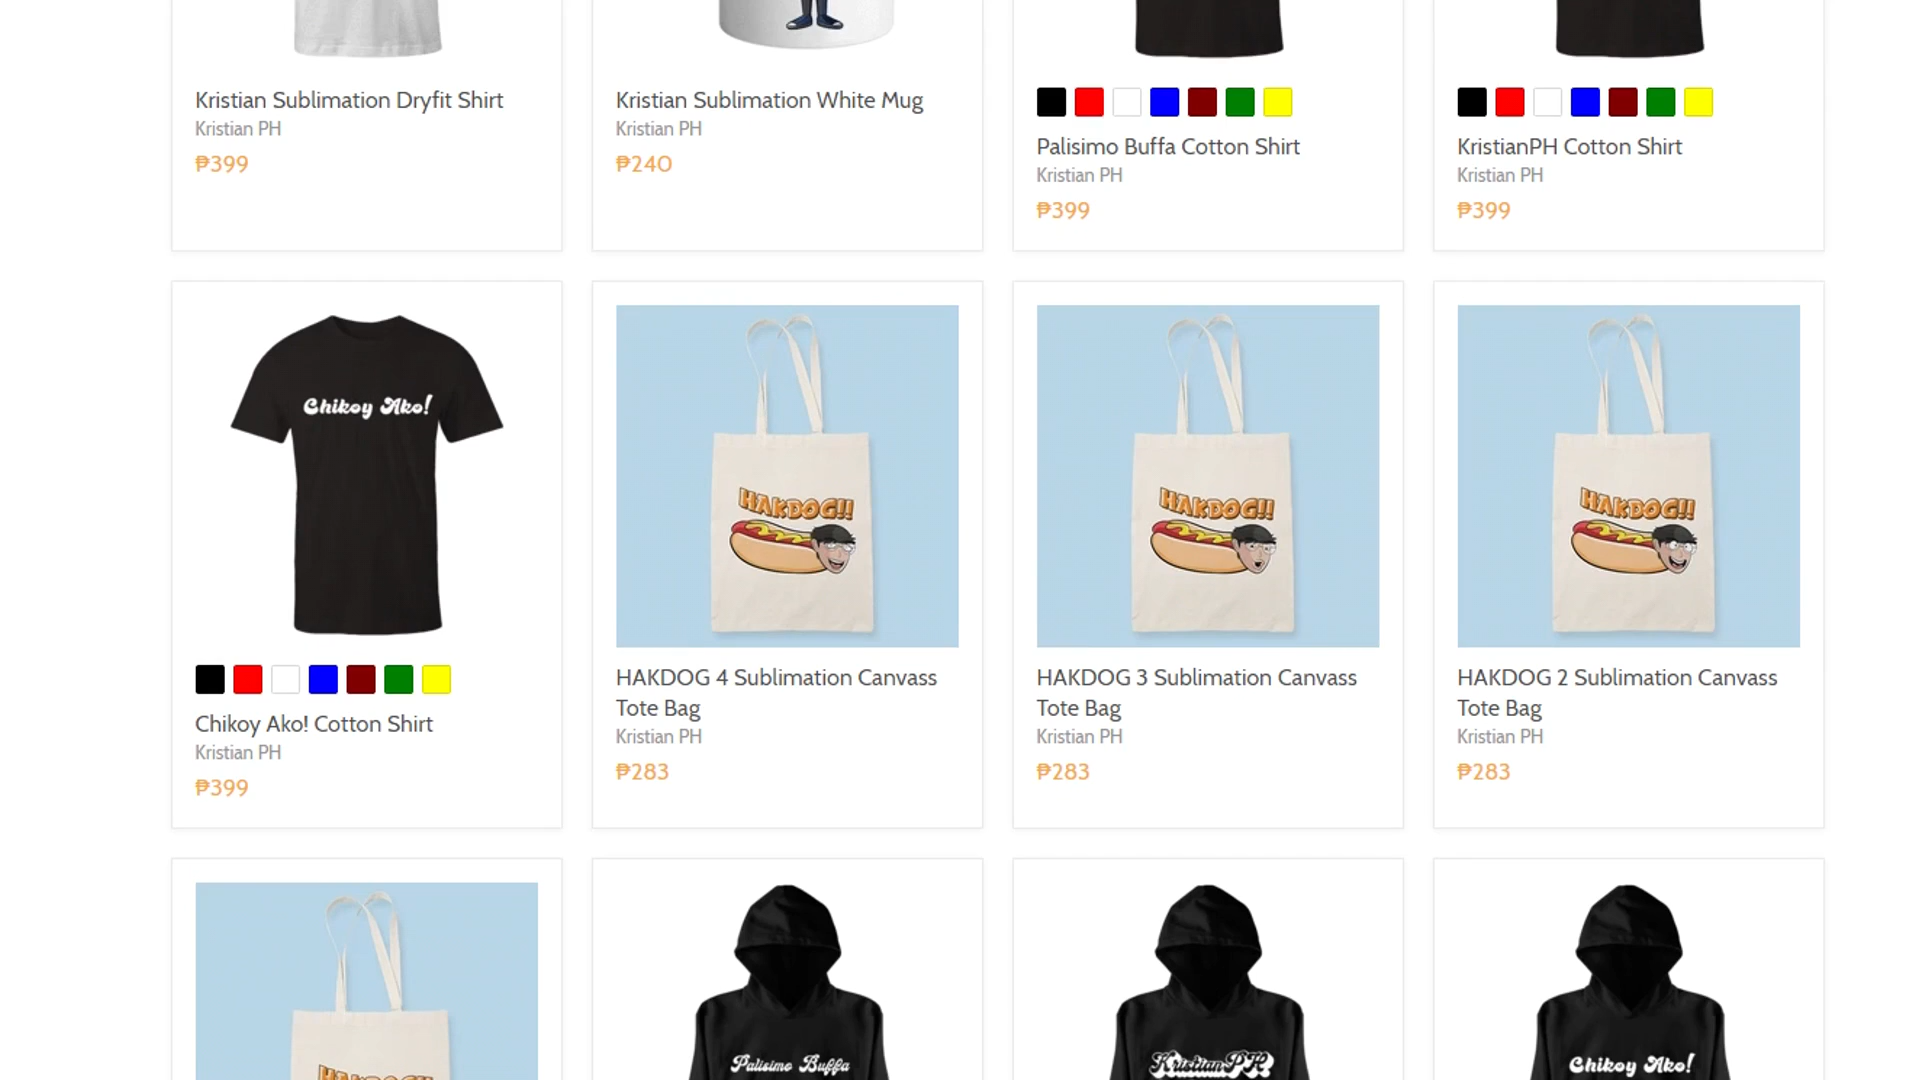 Kristian Sublimation Dryfit Shirt
Kristian PH
₱399
Kristian Sublimation White Mug
Kristian PH
₱240
Palisimo Buffa Cotton Shirt
Kristian PH
₱399
KristianPH Cotton Shirt
Kristian PH
₱399
Chikoy Ako!
Chikoy Ako! Cotton Shirt
Kristian PH
₱399
HAKDOG!!
HAKDOG 4 Sublimation Canvass
Tote Bag
Kristian PH
₱283
HAKDOG!!
HAKDOG 3 Sublimation Canvass
Tote Bag
Kristian PH
₱283
HAKDOG!!
HAKDOG 2 Sublimation Canvass
Tote Bag
Kristian PH
₱283
HAKDOG!!
Palisimo Buffa
KristianPH
Chikoy Ako!